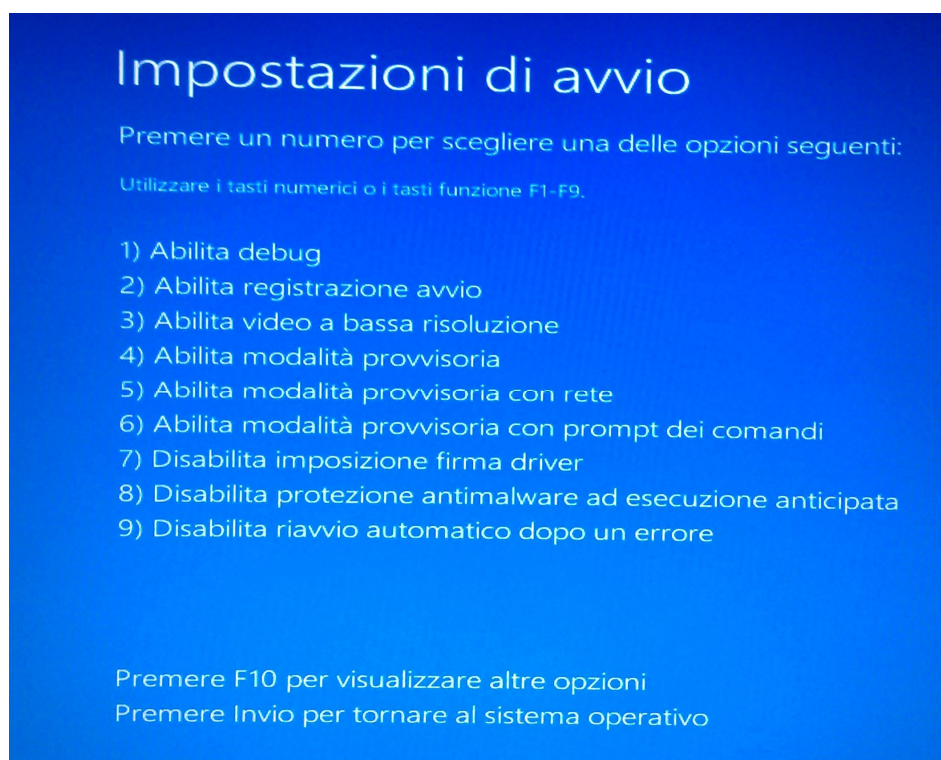 Impostazioni di avvio
Premere un numero per scegliere una delle opzioni seguenti:
Utilizzare i tasti numerici o i tasti funzione F1-F9.
1) Abilita debug
2) Abilita registrazione avvio
3) Abilita video a bassa risoluzione
4) Abilita modalità provvisoria
5) Abilita modalità provvisoria con rete
6) Abilita modalità provvisoria con prompt dei comandi
7) Disabilita imposizione firma driver
8) Disabilita protezione antimalware ad esecuzione anticipata
9) Disabilita riavvio automatico dopo un errore
Premere F10 per visualizzare altre opzioni
Premere Invio per tornare al sistema operativo